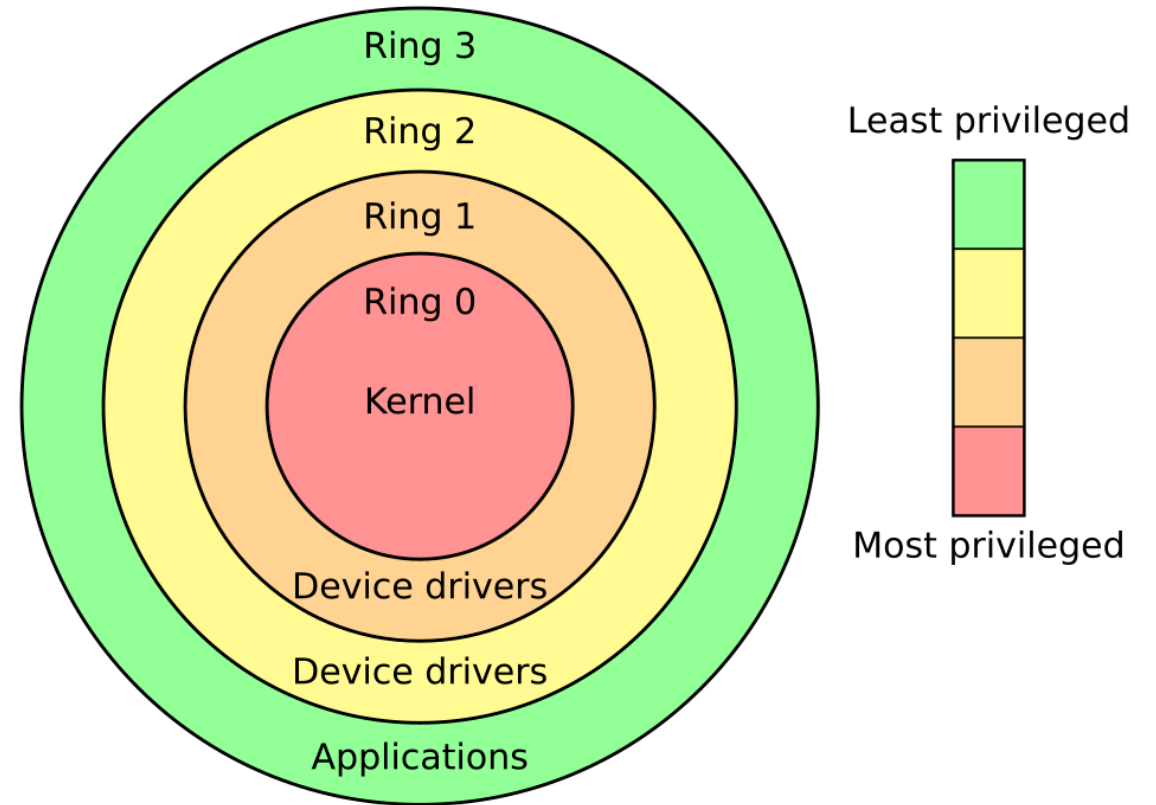 Ring 3
Ring 2
Ring 1
Ring 0
Kernel
Device drivers
Device drivers
Applications
Least privileged
Most privileged